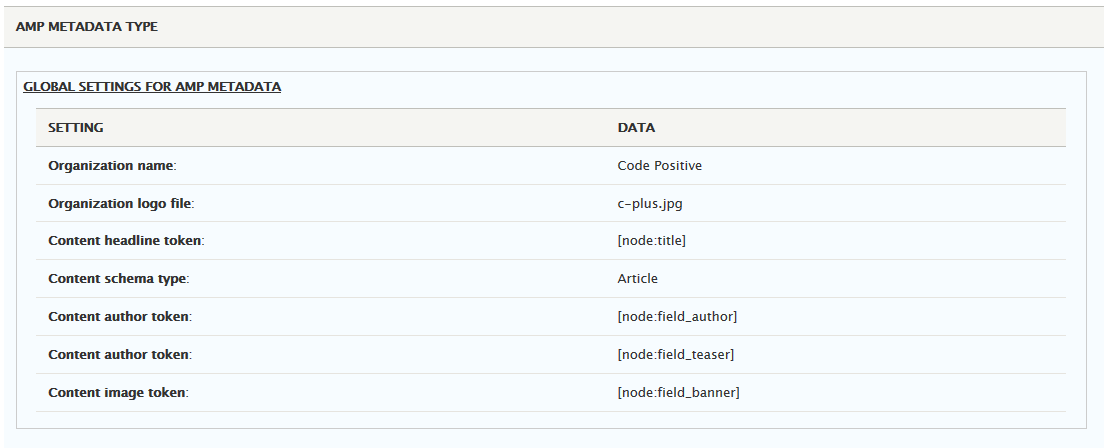 AMP METADATA TYPE
GLOBAL SETTINGS FOR AMP METADATA
SETTING DATA
Organization name: Code Positive
Organization logo file: c-plus.jpg
Content headline token: [node:title]
Content schema type: Article
Content author token: [node:field_author]
Content author token: [node:field_teaser]
Content image token: [node:field_banner]